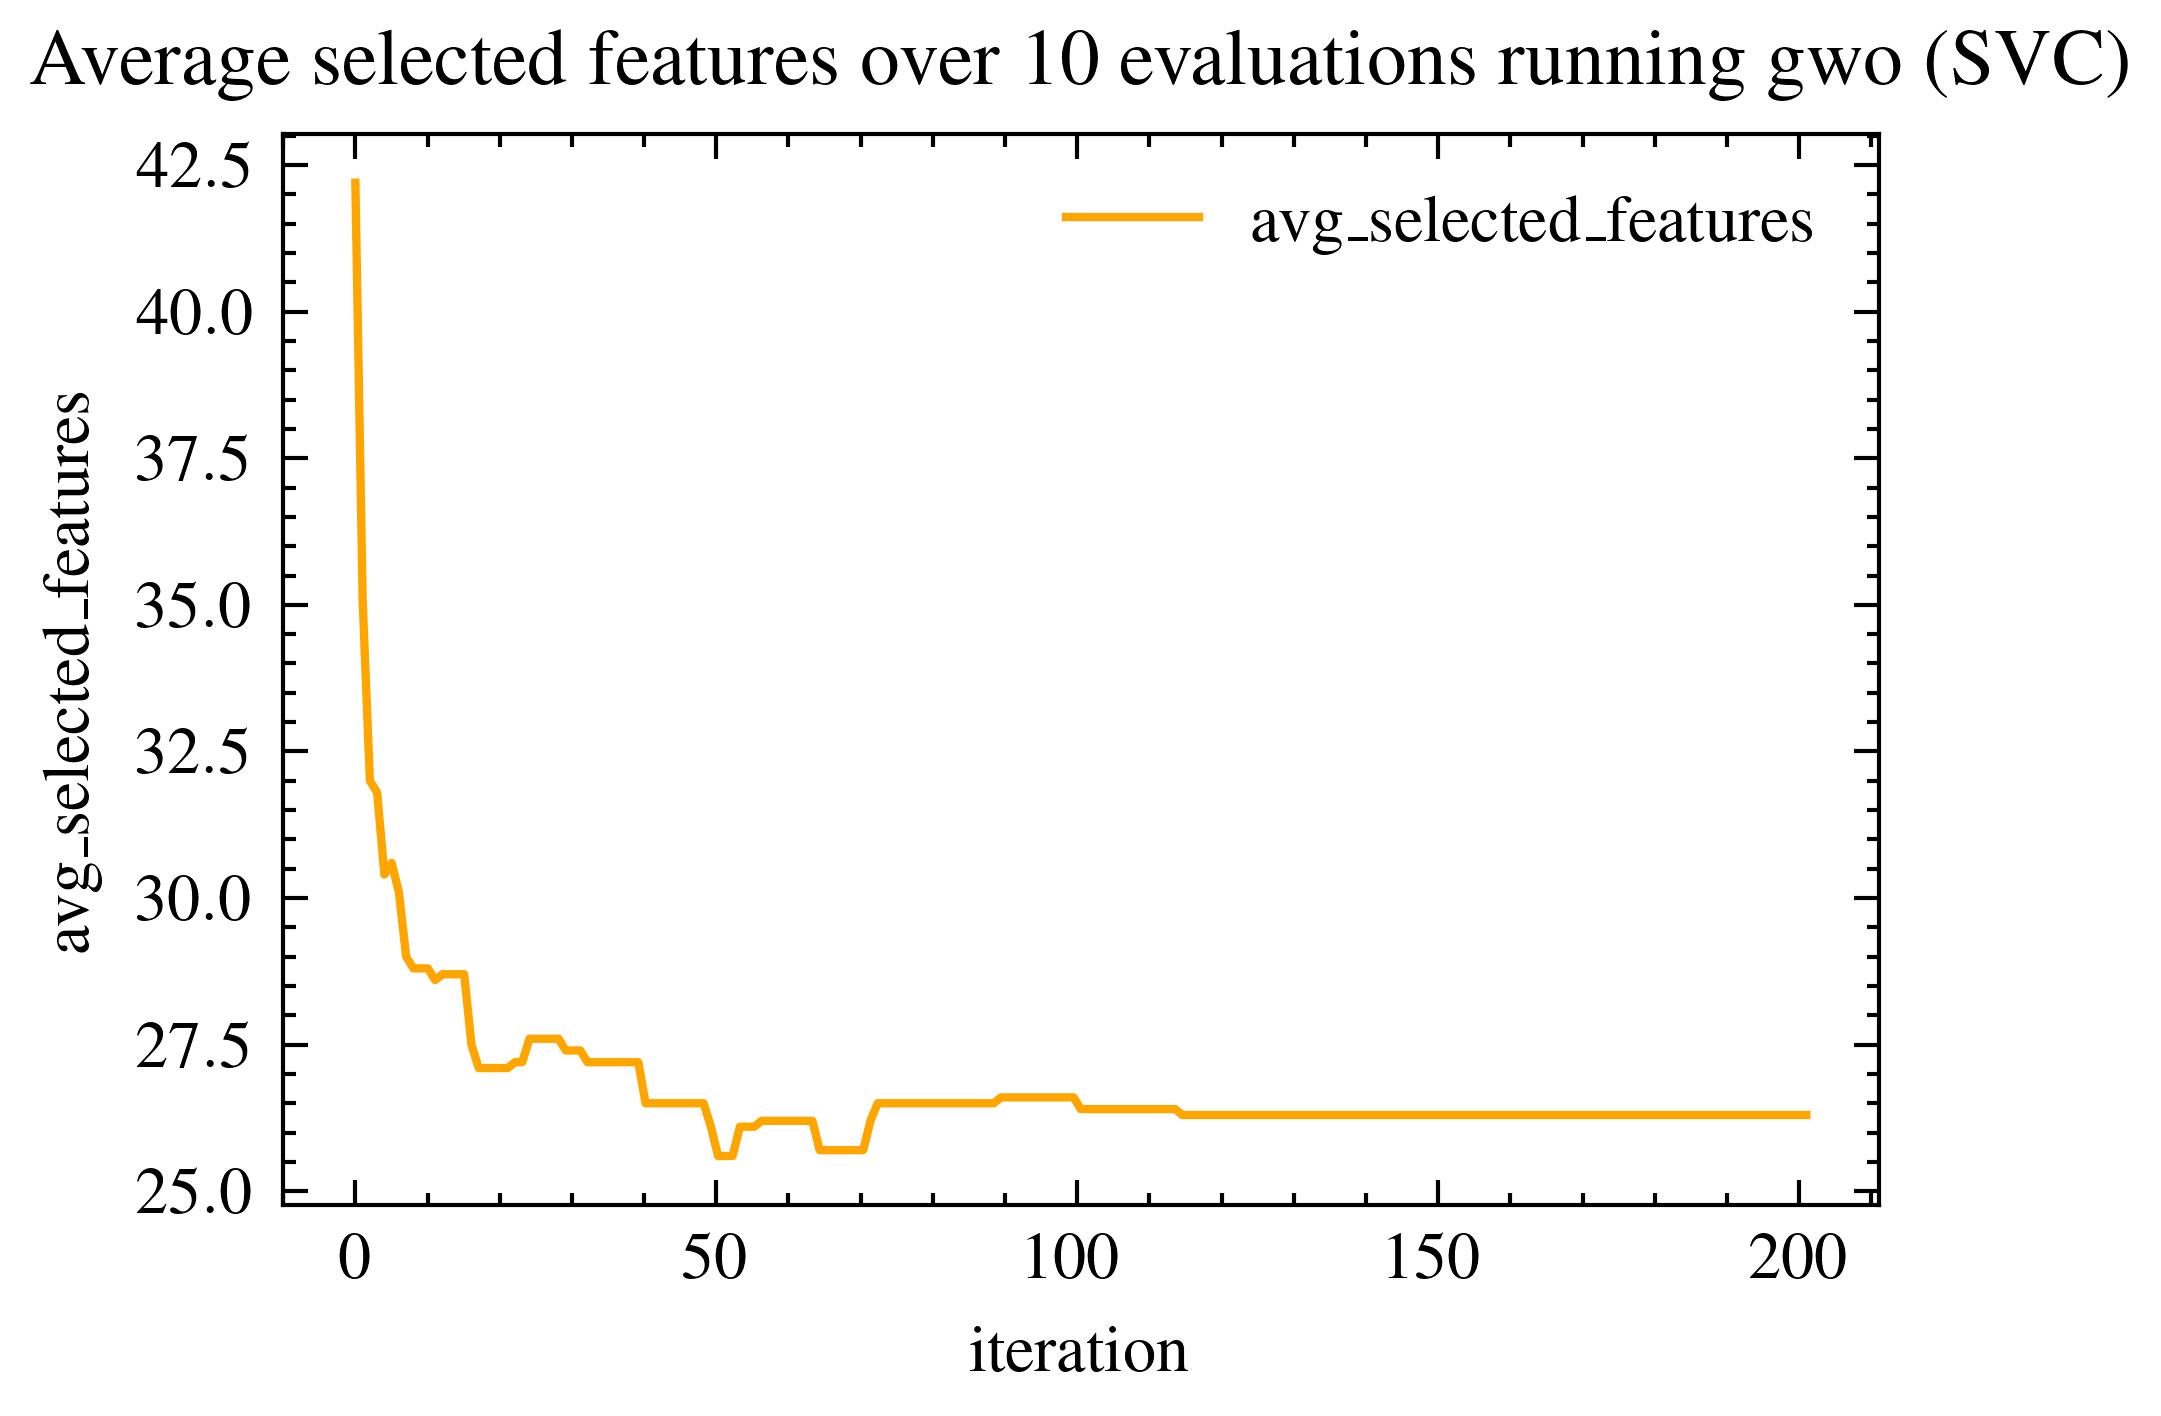 Average selected features over 10 evaluations running gwo (SVC)
avg_selected_features
42.5
40.0
37.5
35.0
32.5
30.0
27.5
25.0
avg_selected_features
0 50 100 150 200
iteration